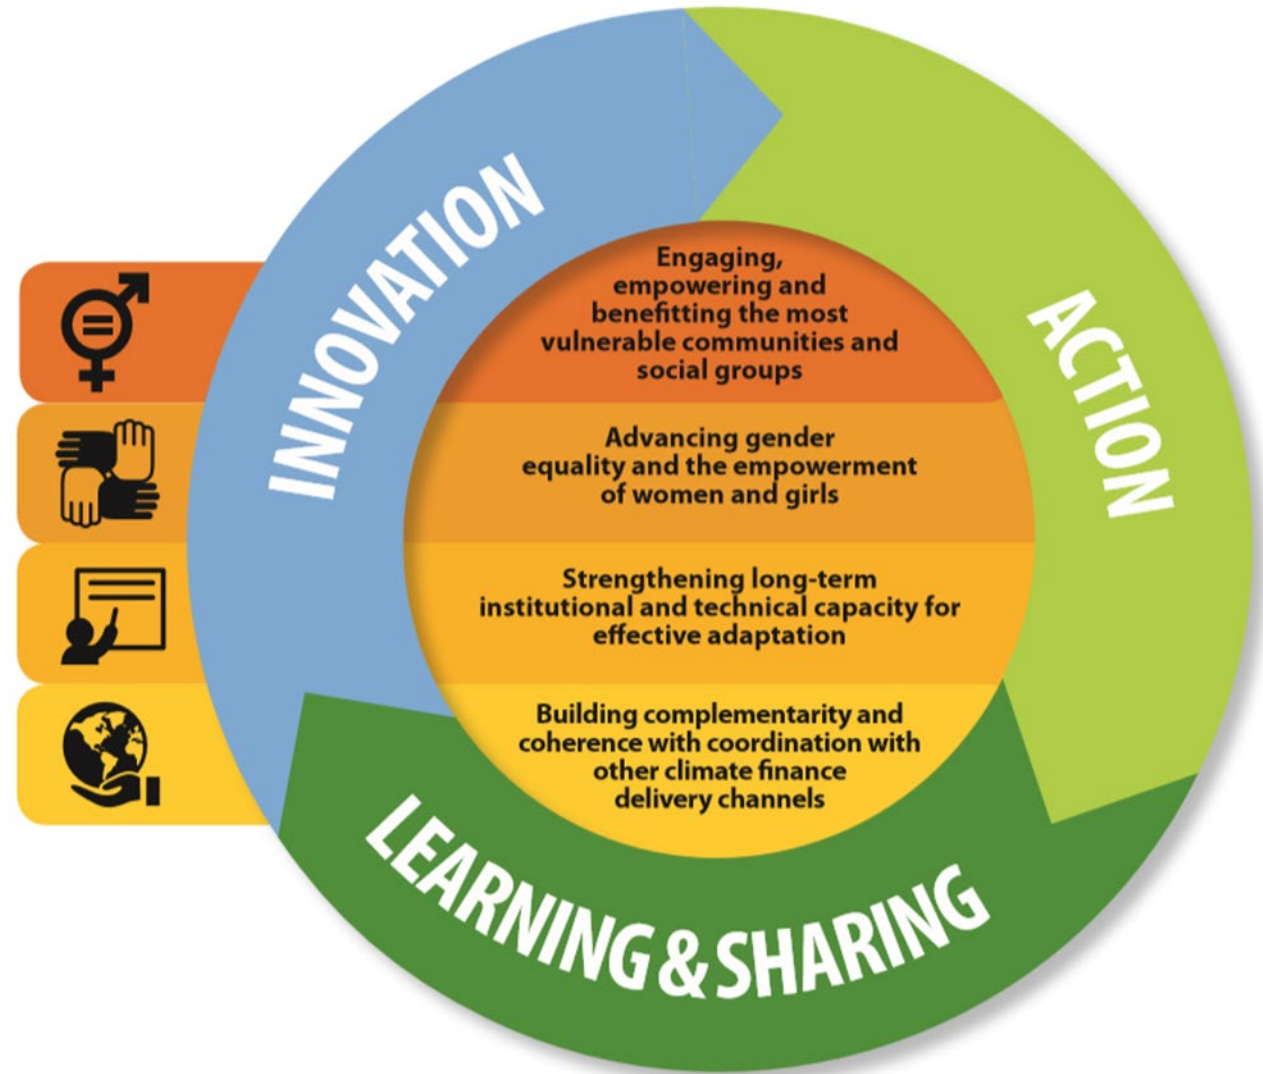 INNOVATION
ACTION
Engaging,
empowering and
benefitting the most
vulnerable communities and
social groups
Advancing gender
equality and the empowerment
of women and girls
Strengthening long-term
institutional and technical capacity for
effective adaptation
Building complementarity and
coherence with coordination with
other climate finance
delivery channels
LEARNING & SHARING